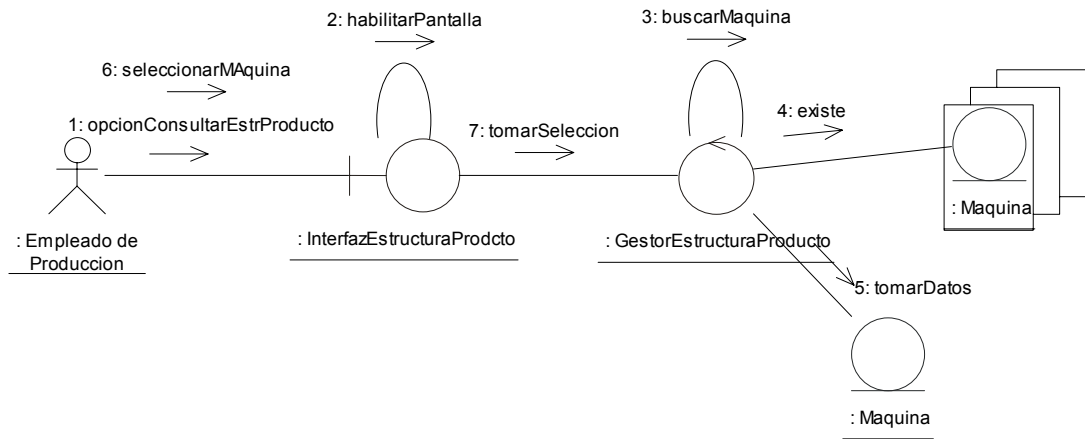 2: habilitarPantalla
3: buscarMaquina
6: seleccionarMAquina
4: existe
1: opcionConsultarEstrProducto
7: tomarSeleccion
: Maquina
: Empleado de
Produccion
: InterfazEstructuraProdcto
: GestorEstructuraProducto
5: tomarDatos
: Maquina